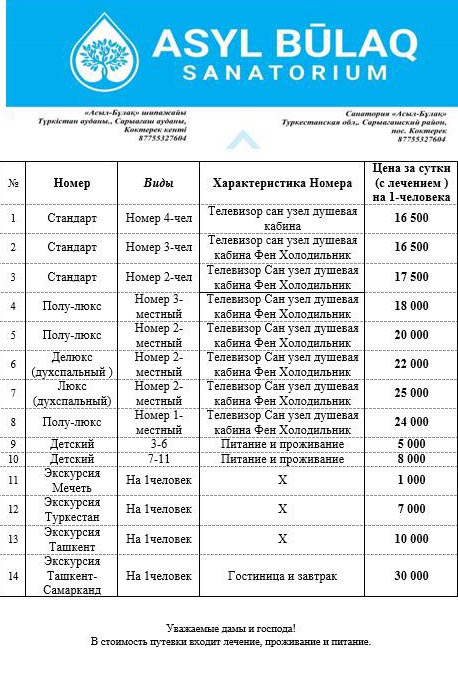 ASYL BŪLAQ
SANATORIUM
«Асыл-Булақ» шипажайы
Түркістан ауданы., Сарыағаш ауданы,
Көктерек кенті
87755327604
Санатория «Асыл-Булақ»
Туркестанская обл,. Сарыагашский район,
пос. Коктерек
87755327604
№ Номер Виды Характеристика Номера Цена за сутки
(с лечением )
на 1-человека
1 Стандарт Номер 4-чел Телевизор сан узел душевая
кабина 16 500
2 Стандарт Номер 3-чел Телевизор сан узел душевая
кабина Фен Холодильник 16 500
3 Стандарт Номер 2-чел Телевизор Сан узел душевая
кабина Фен Холодильник 17 500
4 Полу-люкс Номер 3-
местный Телевизор Сан узел душевая
кабина Фен Холодильник 18 000
5 Полу-люкс Номер 2-
местный Телевизор Сан узел душевая
кабина Фен Холодильник 20 000
6 Делюкс
(духспальный ) Номер 2-
местный Телевизор Сан узел душевая
кабина Фен Холодильник 22 000
7 Люкс
(духспальный) Номер 2-
местный Телевизор Сан узел душевая
кабина Фен Холодильник 25 000
8 Полу-люкс Номер 1-
местный Телевизор Сан узел душевая
кабина Фен Холодильник 24 000
9 Детский 3-6 Питание и проживание 5 000
10 Детский 7-11 Питание и проживание 8 000
11 Экскурсия
Мечеть На 1человек Х 1 000
12 Экскурсия
Туркестан На 1человек Х 7 000
13 Экскурсия
Ташкент На 1человек Х 10 000
14 Экскурсия
Ташкент-
Самарканд На 1человек Гостиница и завтрак 30 000
Уважаемые дамы и господа!
В стоимость путевки входит лечение, проживание и питание.